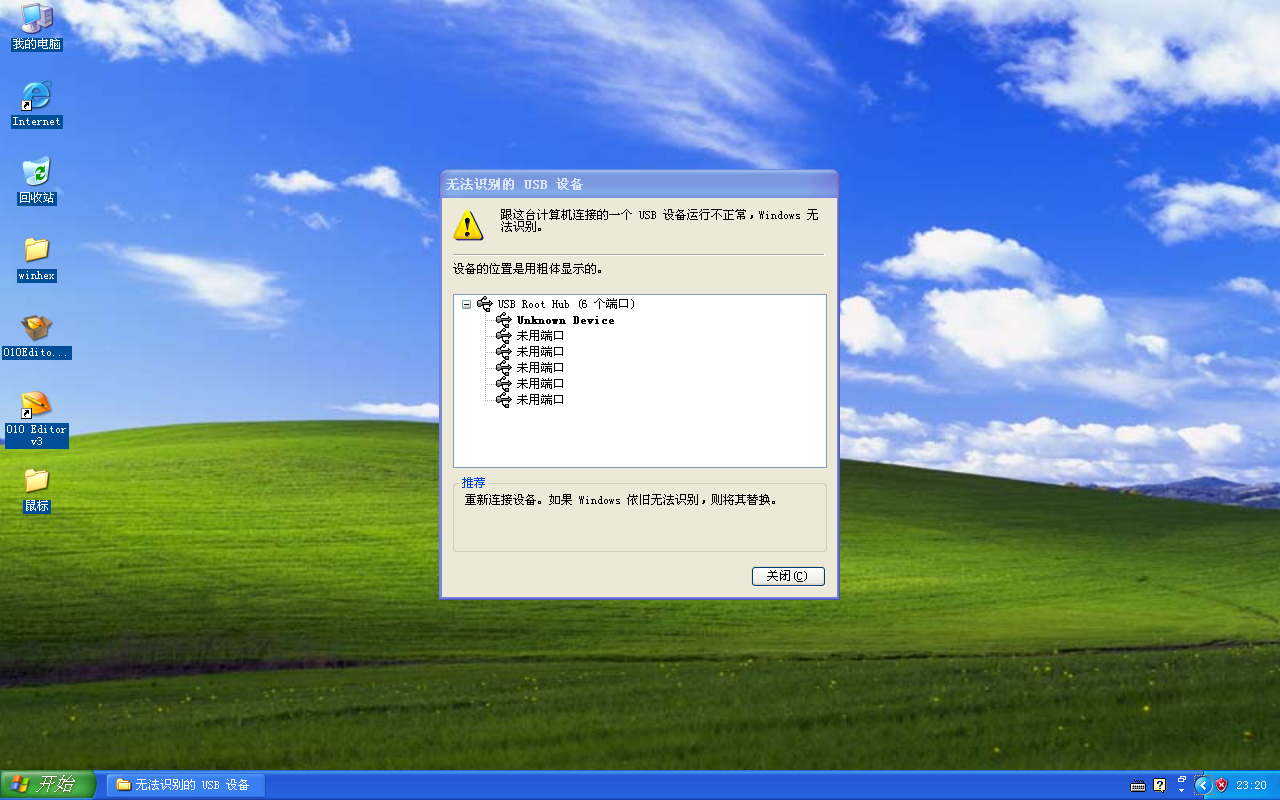 我的电脑
Internet
回收站
winhex
010Edito...
010 Editor
v3
鼠标
无法识别的 USB 设备
跟这台计算机连接的一个 USB 设备运行不正常,Windows 无
法识别。
设备的位置是用粗体显示的。
USB Root Hub (6 个端口)
Unknown Device
未用端口
未用端口
未用端口
未用端口
未用端口
推荐
重新连接设备。如果 Windows 依旧无法识别,则将其替换。
关闭(C)
开始
无法识别的 USB 设备
23:20